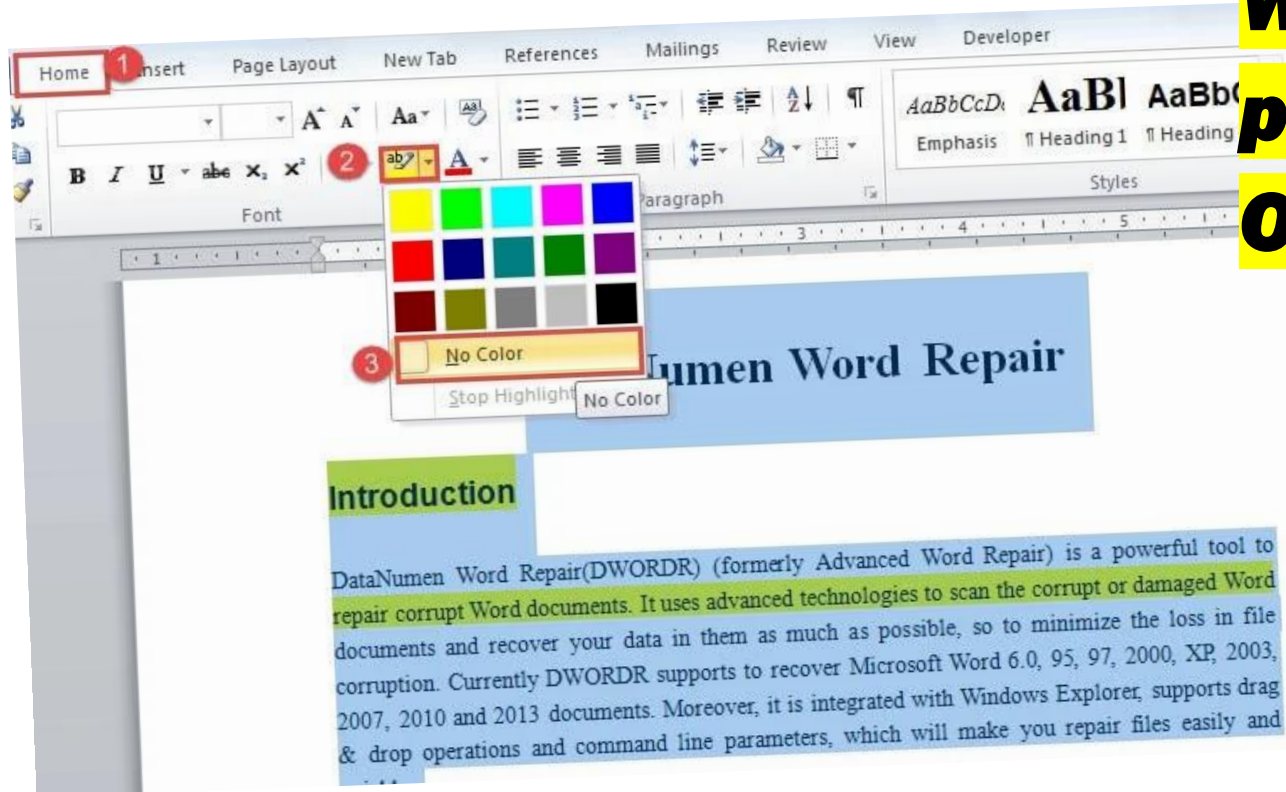 Home 1 Insert Page Layout New Tab References Mailings Review View Developer
Aa
AaBbCcD AaBl AaBb
Emphasis ¶ Heading 1 ¶ Heading
B I U abc X₂ X² 2 ab A
Font Paragraph Styles
1 3 4 5
3 No Color
Stop Highlight
No Color
Numen Word Repair
Introduction
DataNumen Word Repair(DWORDR) (formerly Advanced Word Repair) is a powerful tool to
repair corrupt Word documents. It uses advanced technologies to scan the corrupt or damaged Word
documents and recover your data in them as much as possible, so to minimize the loss in file
corruption. Currently DWORDR supports to recover Microsoft Word 6.0, 95, 97, 2000, XP, 2003,
2007, 2010 and 2013 documents. Moreover, it is integrated with Windows Explorer, supports drag
& drop operations and command line parameters, which will make you repair files easily and